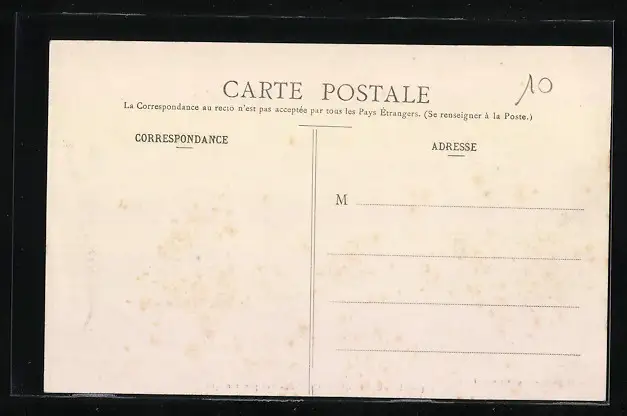 CARTE POSTALE
10
La Correspondance au recto n'est pas acceptée par tous les Pays Étrangers. (Se renseigner à la Poste.)
CORRESPONDANCE
ADRESSE
M